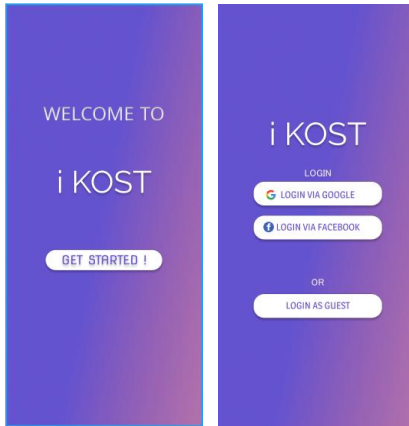 WELCOME TO
i KOST
GET STARTED !
i KOST
LOGIN
LOGIN VIA GOOGLE
LOGIN VIA FACEBOOK
OR
LOGIN AS GUEST